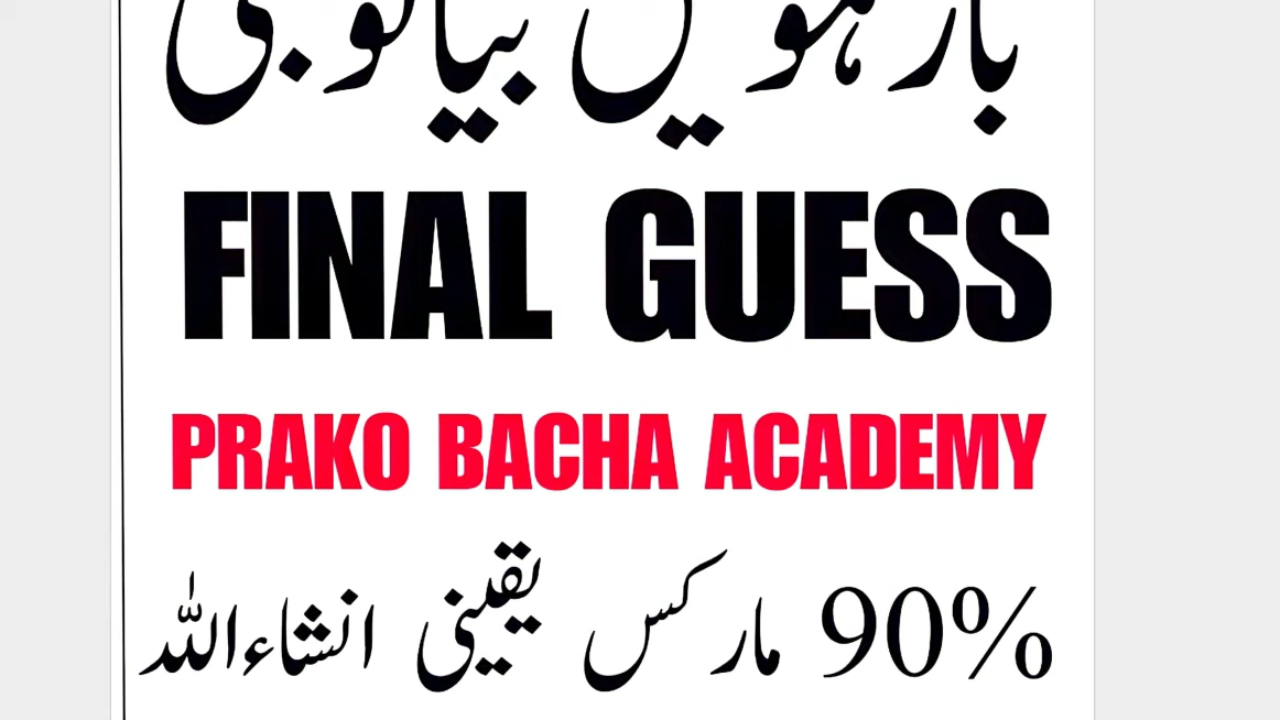 بارہویں بیالوجی
FINAL GUESS
PRAKO BACHA ACADEMY
90% مارکس یقینی انشاءاللہ